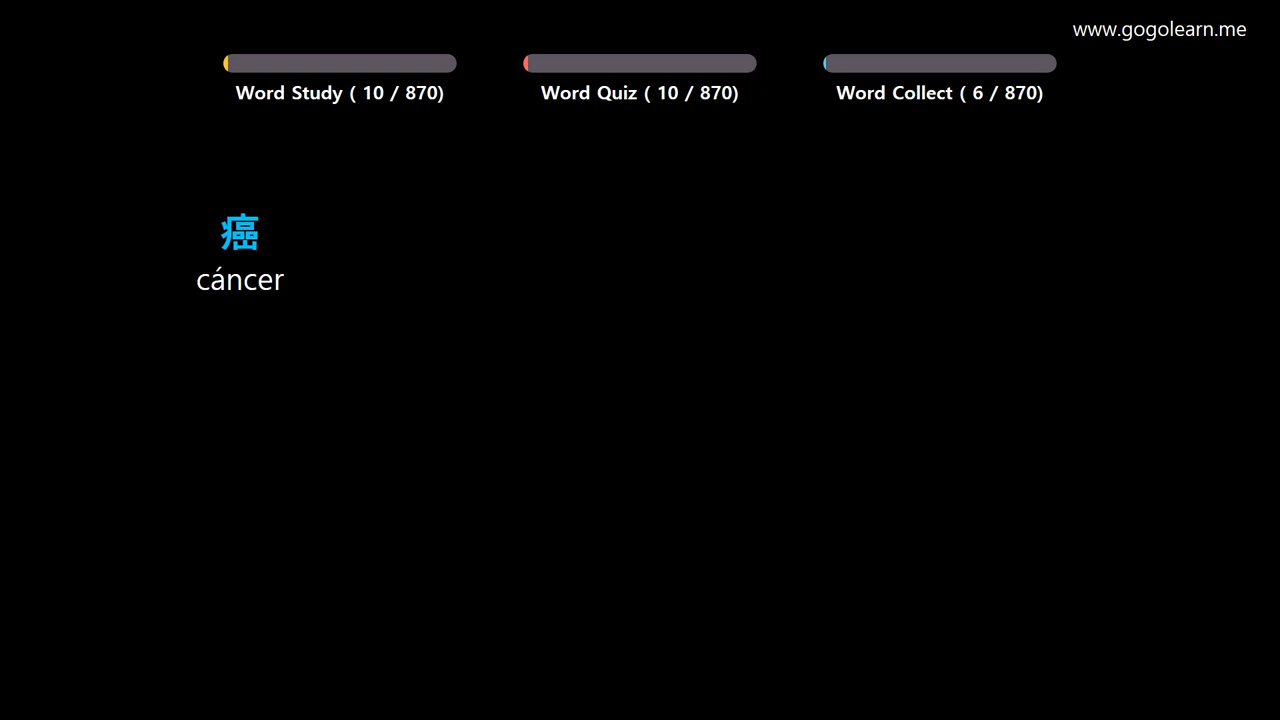 www.gogolearn.me
Word Study ( 10 / 870)
Word Quiz ( 10 / 870)
Word Collect ( 6 / 870)
癌
cáncer